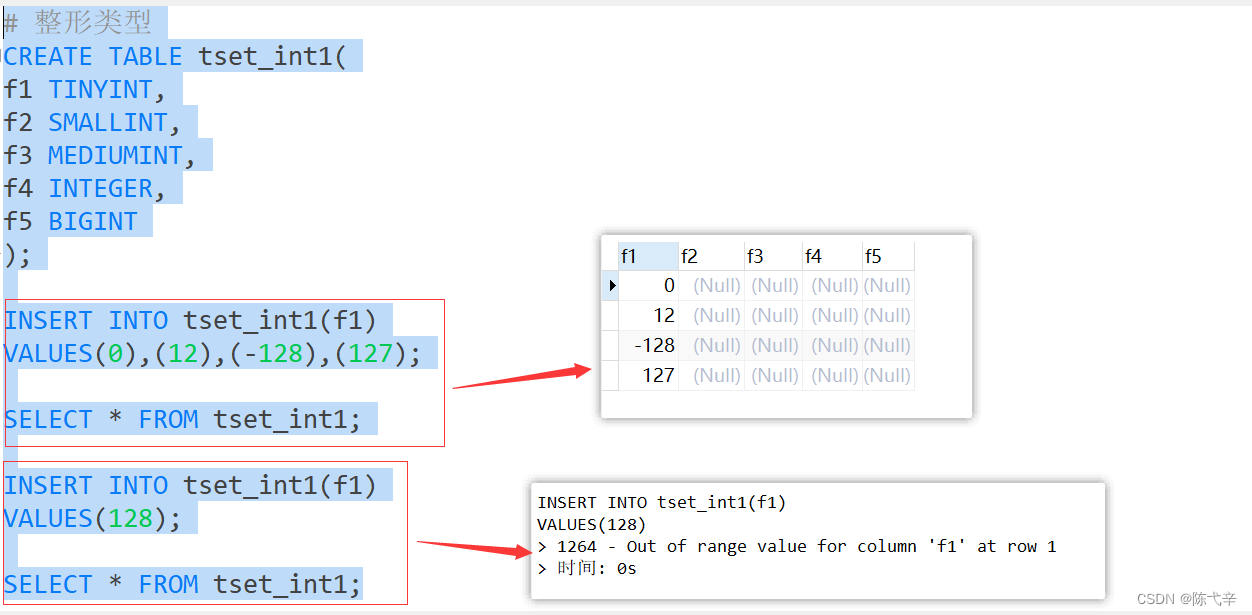 # 整形类型
CREATE TABLE tset_int1(
f1 TINYINT,
f2 SMALLINT,
f3 MEDIUMINT,
f4 INTEGER,
f5 BIGINT
);
INSERT INTO tset_int1(f1)
VALUES(0),(12),(-128),(127);
SELECT * FROM tset_int1;
f1 f2 f3 f4 f5
0 (Null) (Null) (Null) (Null)
12 (Null) (Null) (Null) (Null)
-128 (Null) (Null) (Null) (Null)
127 (Null) (Null) (Null) (Null)
INSERT INTO tset_int1(f1)
VALUES(128);
SELECT * FROM tset_int1;
INSERT INTO tset_int1(f1)
VALUES(128)
> 1264 - Out of range value for column 'f1' at row 1
> 时间: 0s
CSDN @陈弋辛